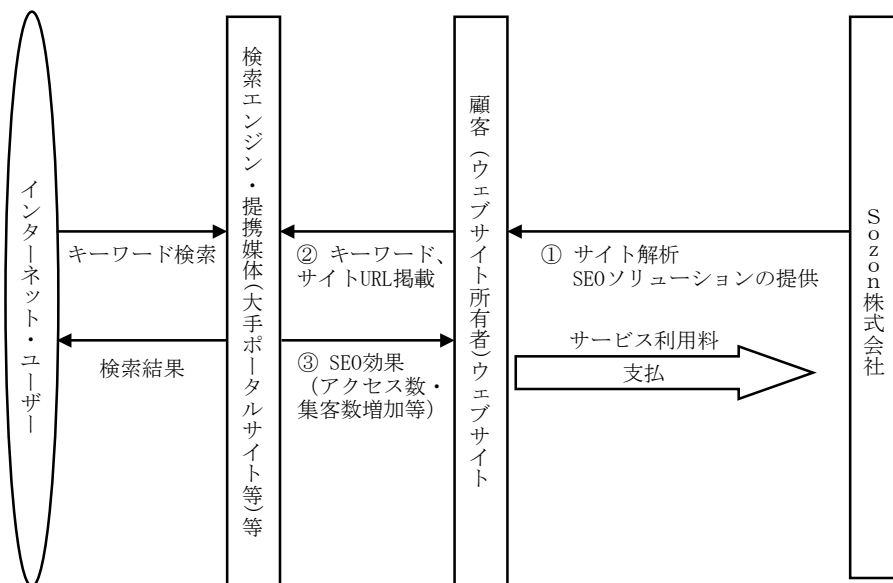 インターネット・ユーザー
キーワード検索
検索結果
検索エンジン・提携媒体(大手ポータルサイト等)等
② キーワード、
サイトURL掲載
③ SEO効果
（アクセス数・
集客数増加等）
顧客（ウェブサイト所有者)ウェブサイト
① サイト解析
SEOソリューションの提供
サービス利用料
支払
Sozon株式会社